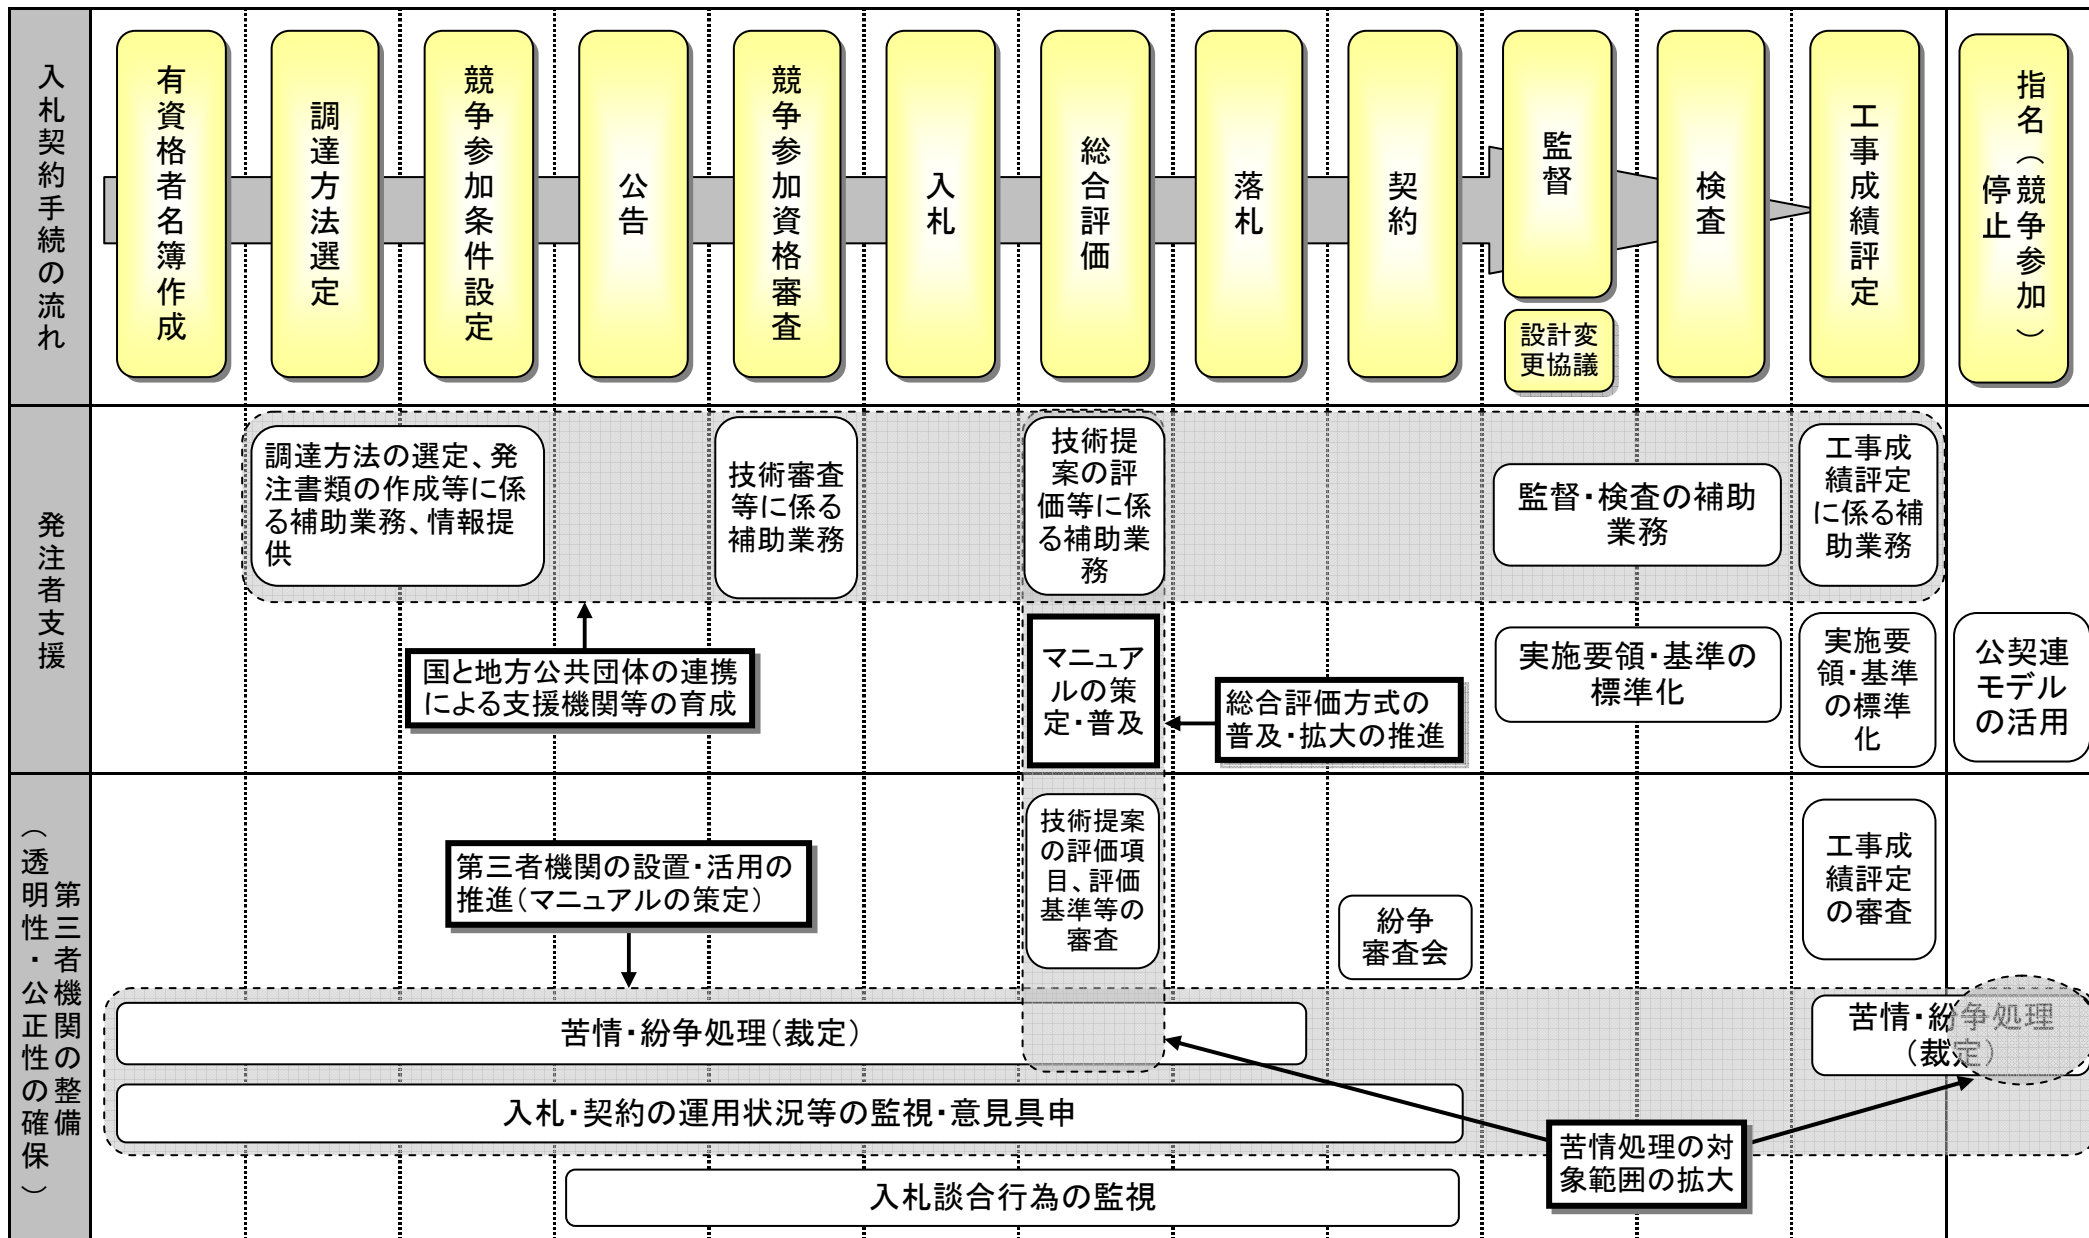 入札契約手続の流れ
有資格者名簿作成
調達方法選定
競争参加条件設定
公告
競争参加資格審査
入札
総合評価
落札
契約
監督
設計変
更協議
検査
工事成績評定
指名（競争参加）
停止
発注者支援
調達方法の選定、発
注書類の作成等に係
る補助業務、情報提
供
技術審査
等に係る
補助業務
技術提
案の評
価等に係
る補助業
務
監督・検査の補助
業務
工事成
績評定
に係る補
助業務
国と地方公共団体の連携
による支援機関等の育成
マニュア
ルの策
定・普及
総合評価方式の
普及・拡大の推進
実施要領・基準の
標準化
実施要
領・基準
の標準
化
公契連
モデル
の活用
第三者機関の整備
（透明性・公正性の確保）
第三者機関の設置・活用の
推進（マニュアルの策定）
技術提案
の評価項
目、評価
基準等の
審査
紛争
審査会
工事成
績評定
の審査
苦情・紛争処理（裁定）
苦情・紛争処理
（裁定）
入札・契約の運用状況等の監視・意見具申
苦情処理の対
象範囲の拡大
入札談合行為の監視